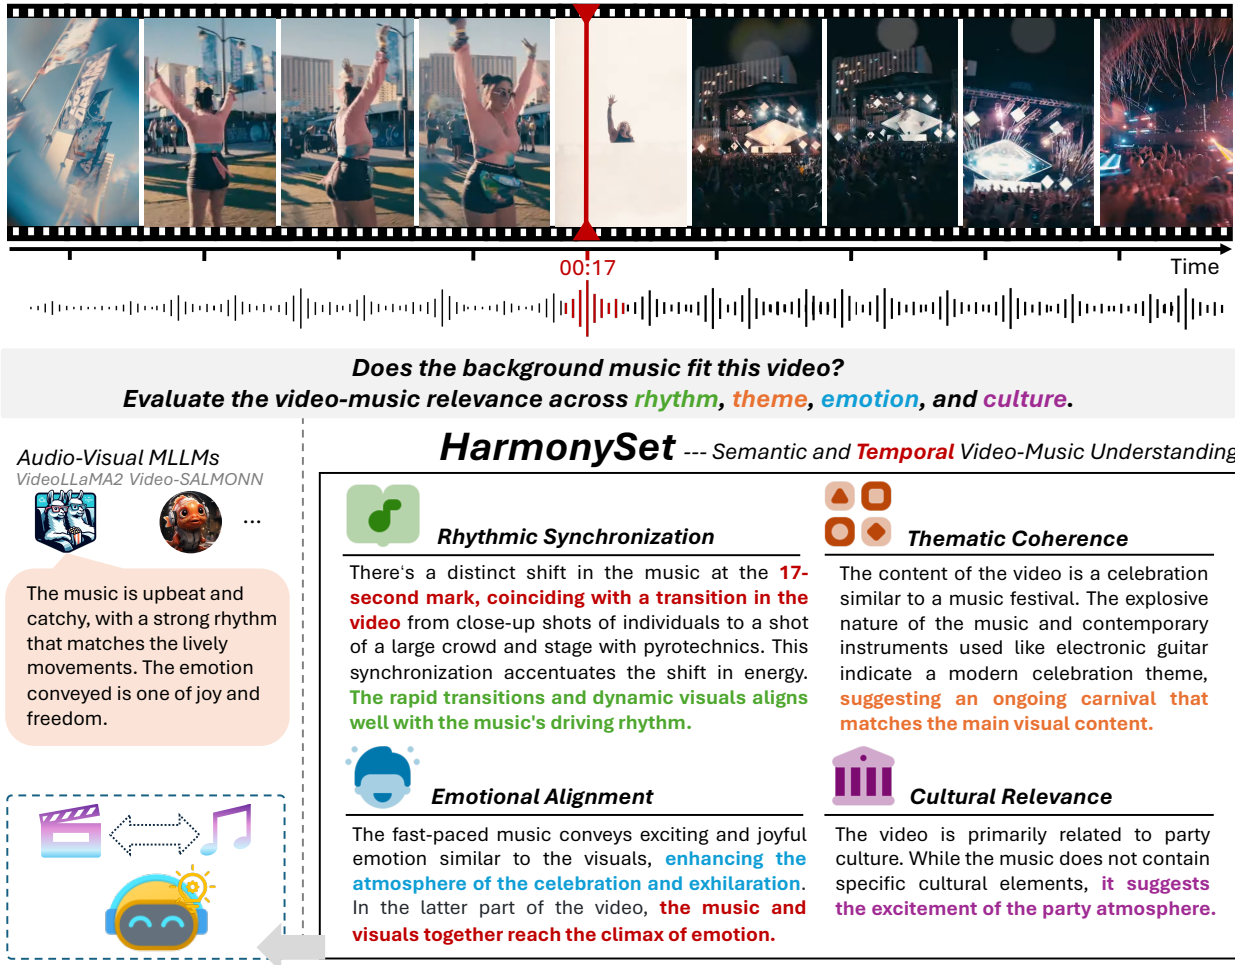 00:17
Time
Does the background music fit this video?
Evaluate the video-music relevance across rhythm, theme, emotion, and culture.
HarmonySet --- Semantic and Temporal Video-Music Understanding
Audio-Visual MLLMs
VideoLLaMA2 Video-SALMONN
...
The music is upbeat and
catchy, with a strong rhythm
that matches the lively
movements. The emotion
conveyed is one of joy and
freedom.
Rhythmic Synchronization
There's a distinct shift in the music at the 17-
second mark, coinciding with a transition in the
video from close-up shots of individuals to a shot
of a large crowd and stage with pyrotechnics. This
synchronization accentuates the shift in energy.
The rapid transitions and dynamic visuals aligns
well with the music's driving rhythm.
Thematic Coherence
The content of the video is a celebration
similar to a music festival. The explosive
nature of the music and contemporary
instruments used like electronic guitar
indicate a modern celebration theme,
suggesting an ongoing carnival that
matches the main visual content.
Emotional Alignment
The fast-paced music conveys exciting and joyful
emotion similar to the visuals, enhancing the
atmosphere of the celebration and exhilaration.
In the latter part of the video, the music and
visuals together reach the climax of emotion.
Cultural Relevance
The video is primarily related to party
culture. While the music does not contain
specific cultural elements, it suggests
the excitement of the party atmosphere.